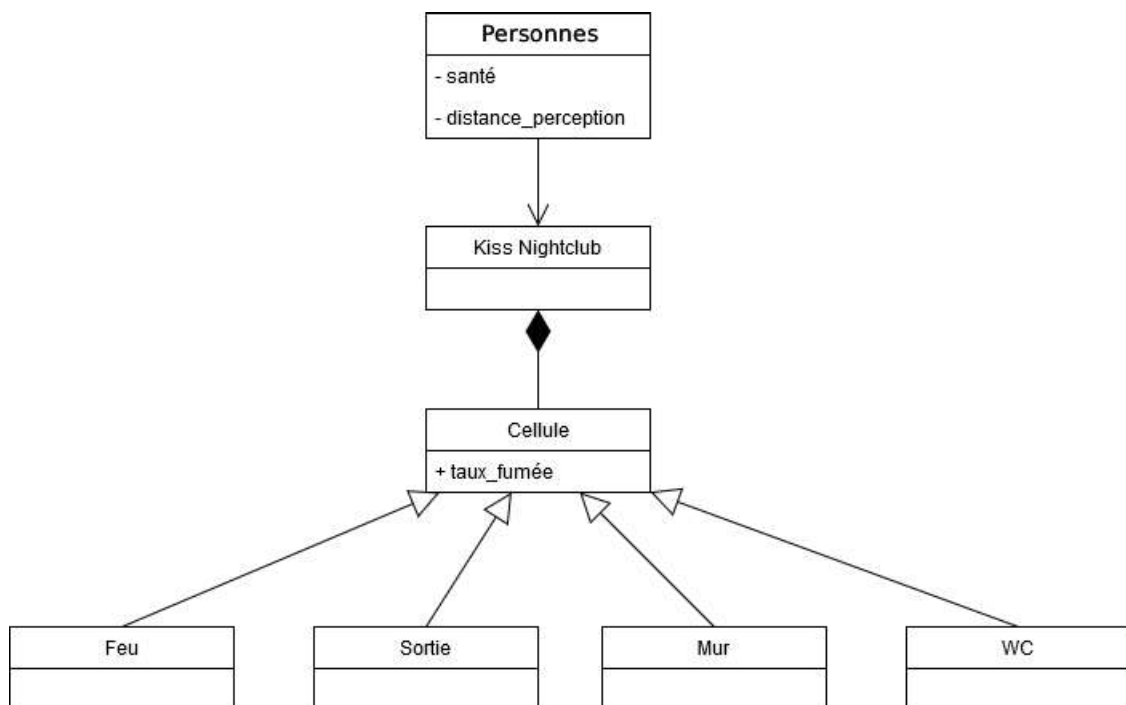 Personnes
- santé
- distance_perception
Kiss Nightclub
Cellule
+ taux_fumée
Feu
Sortie
Mur
WC